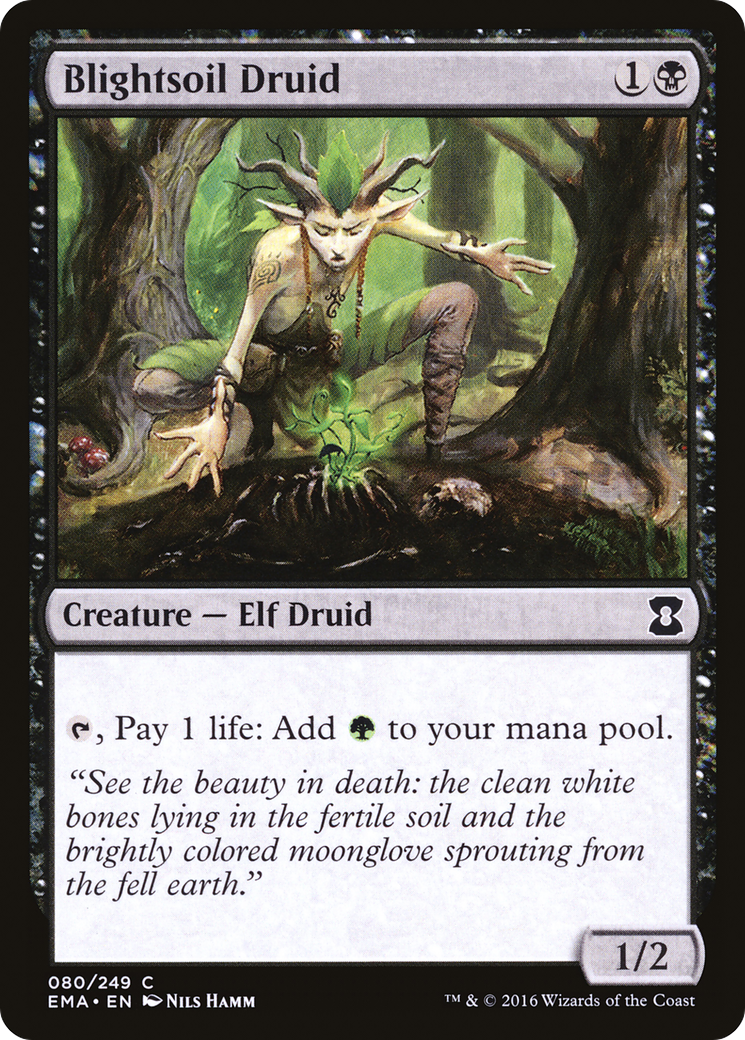 Blightsoil Druid 1
Creature — Elf Druid
, Pay 1 life: Add to your mana pool.
“See the beauty in death: the clean white
bones lying in the fertile soil and the
brightly colored moonglove sprouting from
the fell earth.”
1/2
080/249 C
EMA • EN Nils Hamm
™ & © 2016 Wizards of the Coast